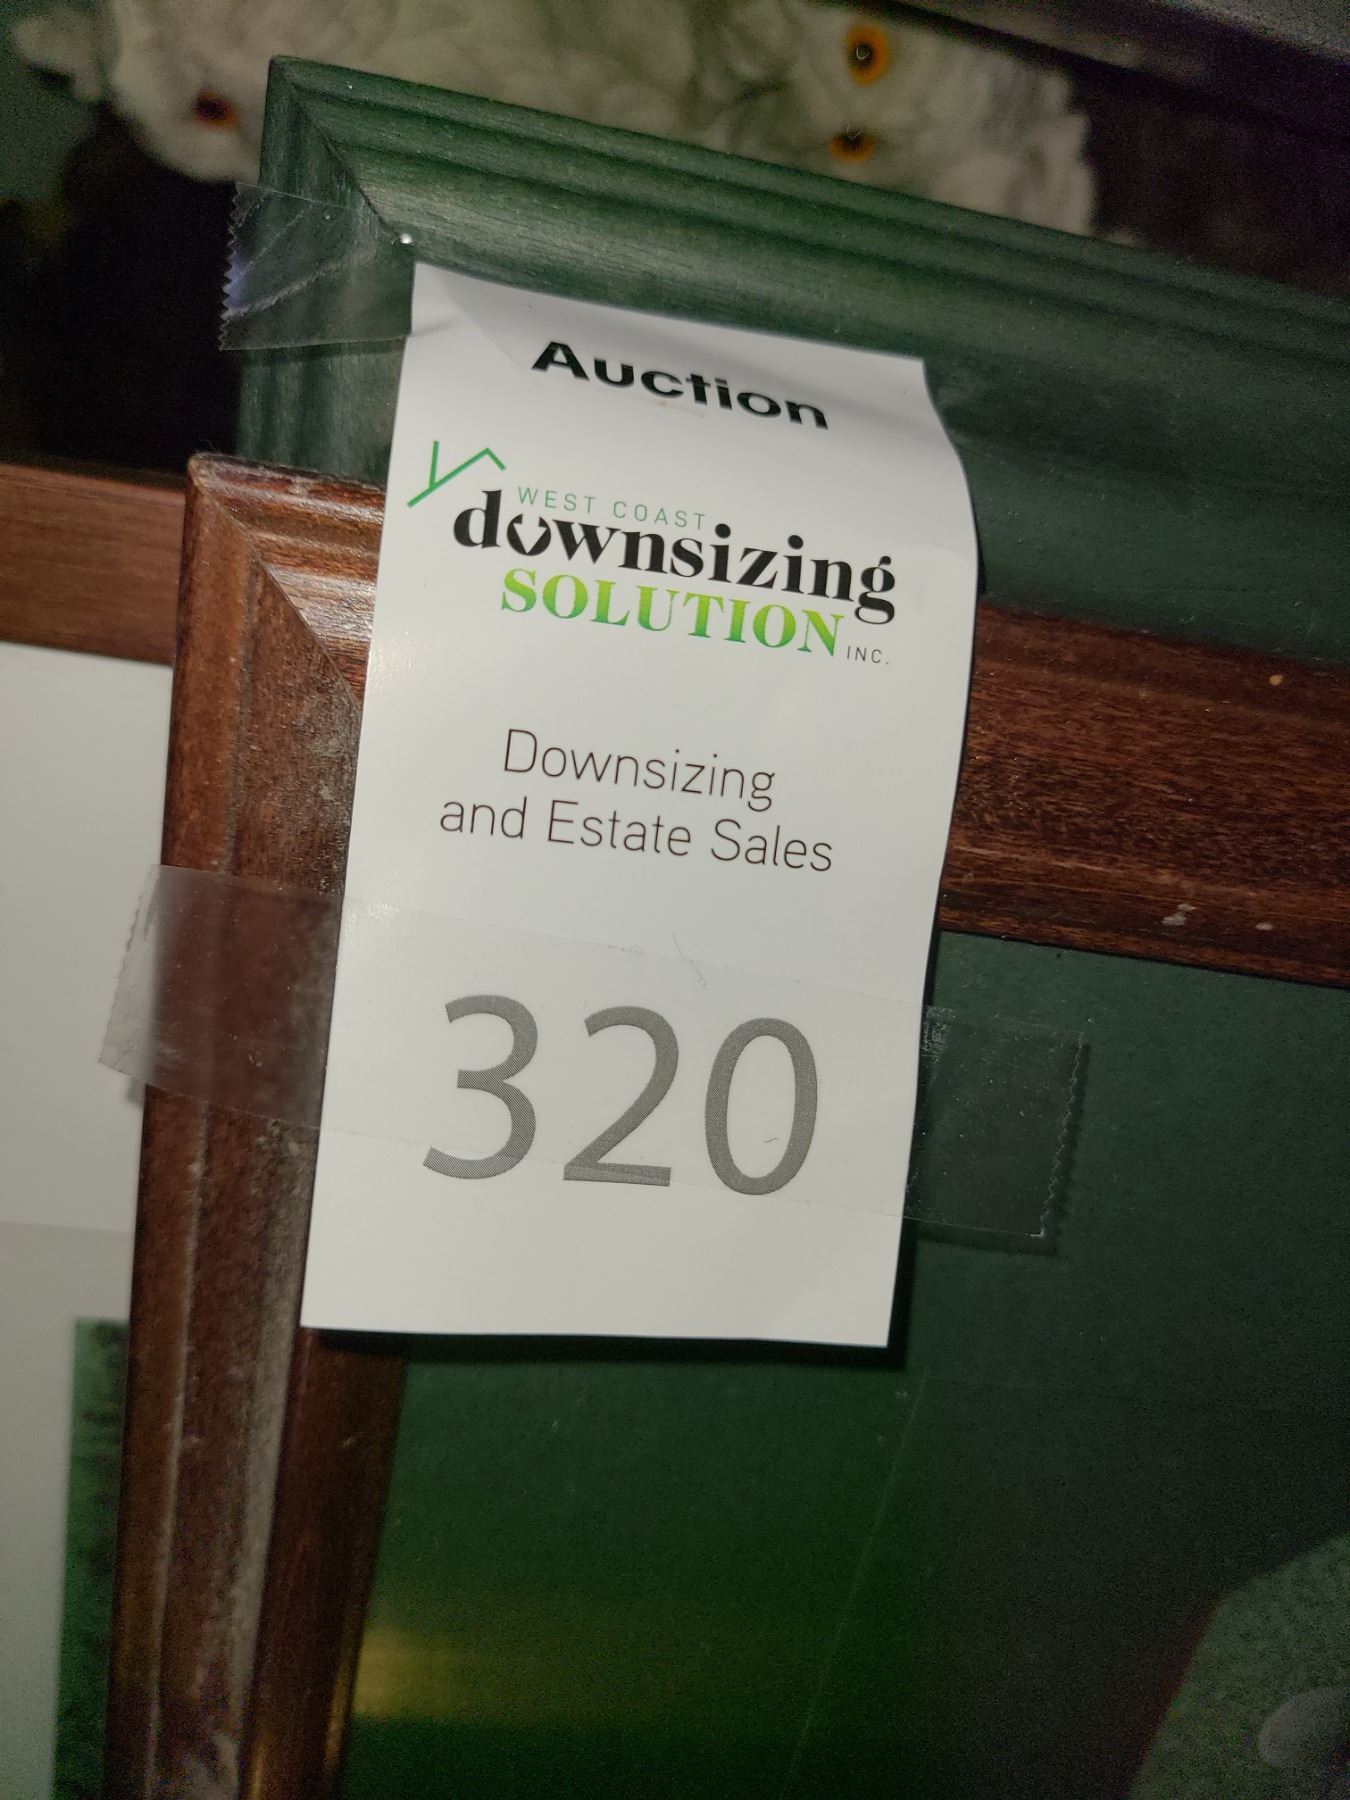 Auction
WEST COAST
downsizing
SOLUTION INC.
Downsizing
and Estate Sales
320